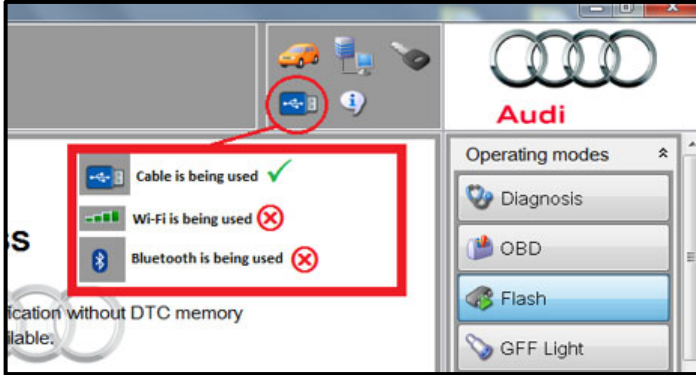 Audi
Cable is being used
Wi-Fi is being used
Bluetooth is being used
ss
fication without DTC memory
ilable.
Operating modes
Diagnosis
OBD
Flash
GFF Light